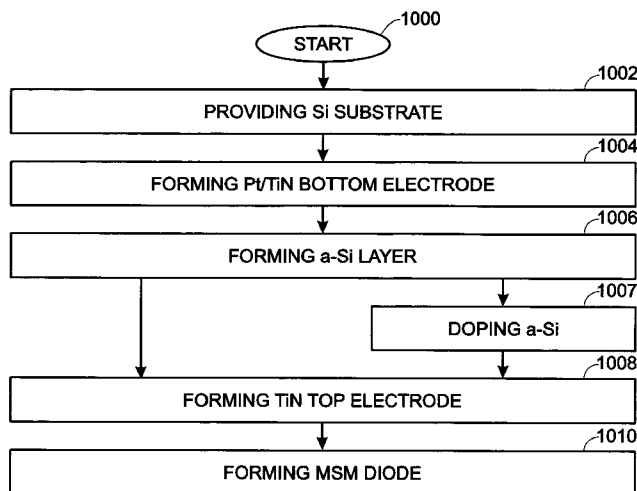 1000
START
1002
PROVIDING Si SUBSTRATE
1004
FORMING Pt/TiN BOTTOM ELECTRODE
1006
FORMING a-Si LAYER
1007
DOPING a-Si
1008
FORMING TiN TOP ELECTRODE
1010
FORMING MSM DIODE